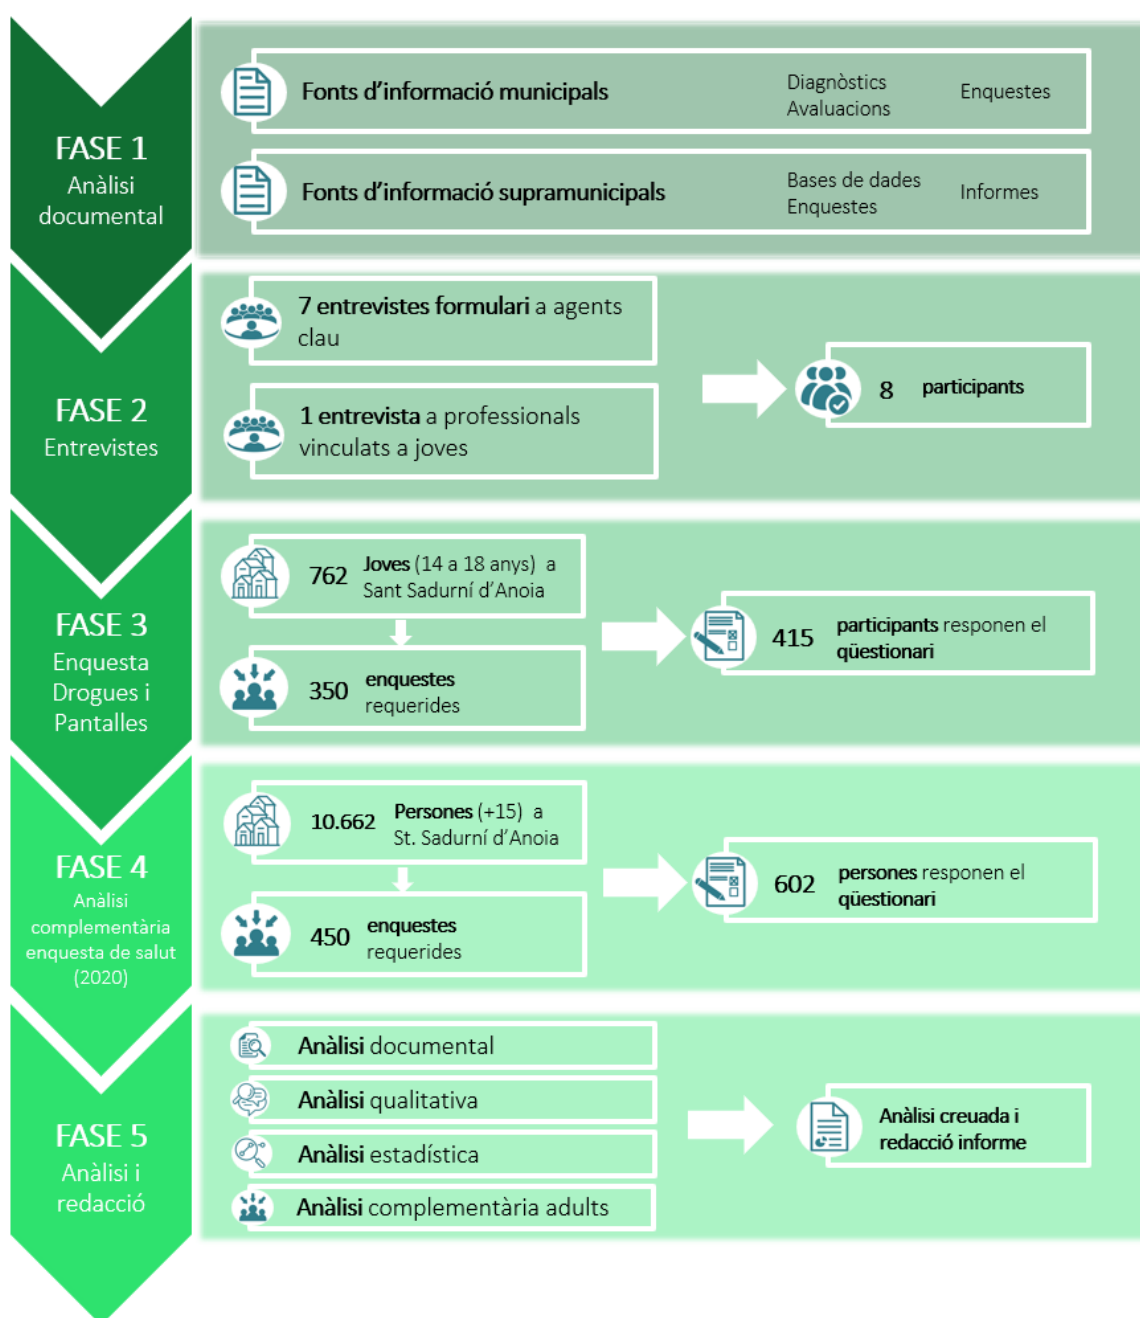 FASE 1
Anàlisi
documental
Fonts d'informació municipals
Diagnòstics
Avaluacions
Enquestes
Fonts d'informació supramunicipals
Bases de dades
Enquestes
Informes
FASE 2
Entrevistes
7 entrevistes formulari a agents
clau
1 entrevista a professionals
vinculats a joves
8 participants
FASE 3
Enquesta
Drogues i
Pantalles
762 Joves (14 a 18 anys) a
Sant Sadurní d'Anoia
350 enquestes
requerides
415 participants responen el
qüestionari
FASE 4
Anàlisi
complementària
enquesta de salut
(2020)
10.662 Persones (+15) a
St. Sadurní d'Anoia
450 enquestes
requerides
602 persones responen el
qüestionari
FASE 5
Anàlisi i
redacció
Anàlisi documental
Anàlisi qualitativa
Anàlisi estadística
Anàlisi complementària adults
Anàlisi creuada i
redacció informe